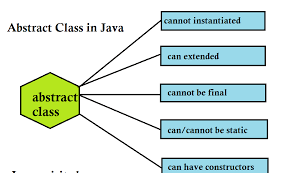 Abstract Class in Java
cannot instantiated
can extended
cannot be final
can/cannot be static
can have constructors
abstract
class